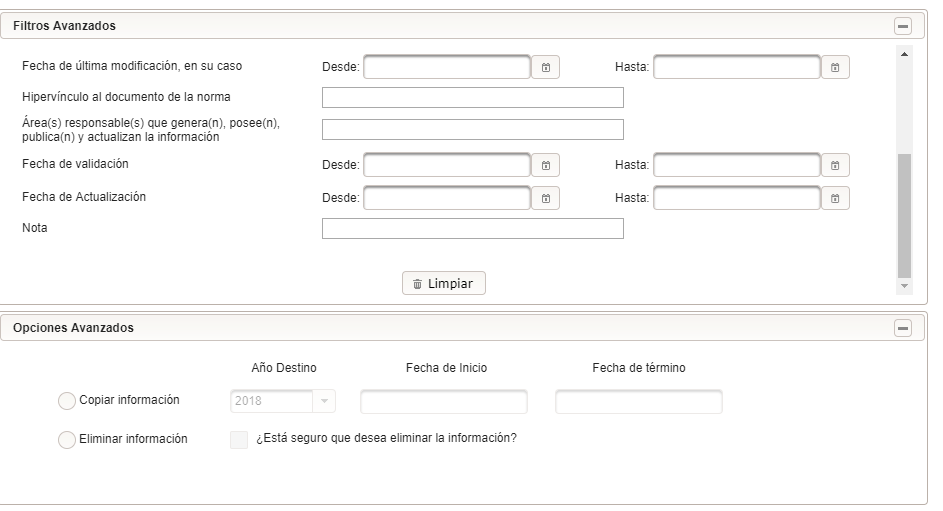 Filtros Avanzados
Fecha de última modificación, en su caso Desde: Hasta:
Hipervínculo al documento de la norma
Área(s) responsable(s) que genera(n), posee(n),
publica(n) y actualizan la información
Fecha de validación Desde: Hasta:
Fecha de Actualización Desde: Hasta:
Nota
Limpiar
Opciones Avanzados
Año Destino Fecha de Inicio Fecha de término
Copiar información 2018
Eliminar información ¿Está seguro que desea eliminar la información?